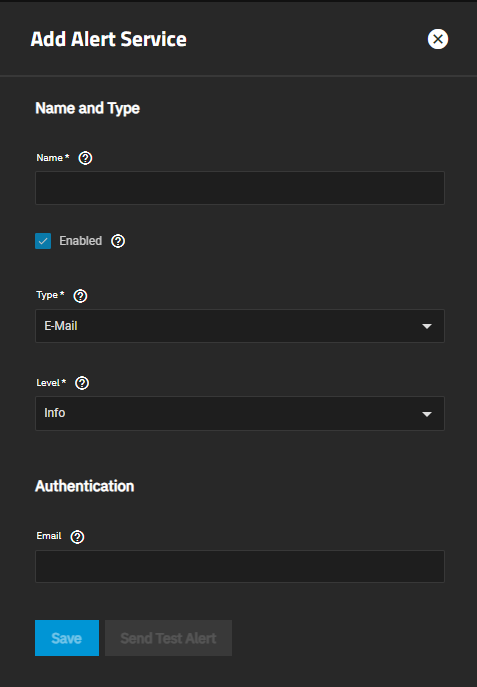 Add Alert Service
Name and Type
Name *
Enabled
Type *
E-Mail
Level *
Info
Authentication
Email
Save Send Test Alert